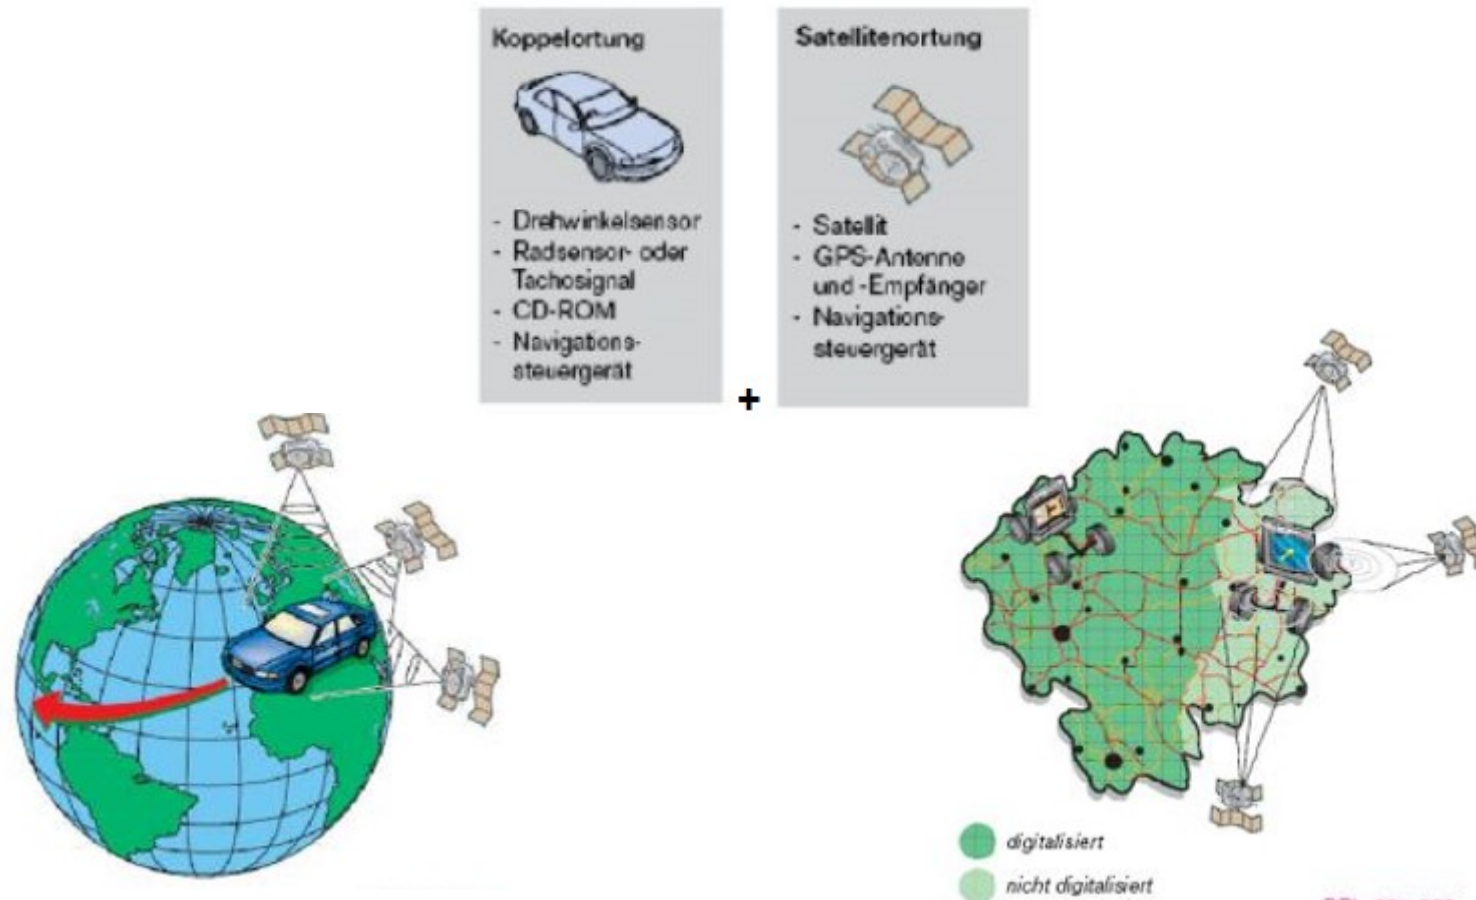 Koppelortung
- Drehwinkelsensor
- Radsensor- oder
Tachosignal
- CD-ROM
- Navigations-
steuergerät
+
Satellitenortung
- Satellit
- GPS-Antenne
und -Empfänger
- Navigations-
steuergerät
digitalisiert
nicht digitalisiert